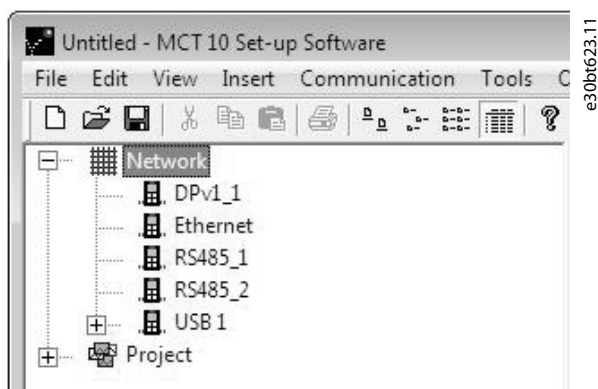 Untitled - MCT 10 Set-up Software
File Edit View Insert Communication Tools O
Network
DPv1_1
Ethernet
RS485_1
RS485_2
USB 1
Project
e30bt623.11